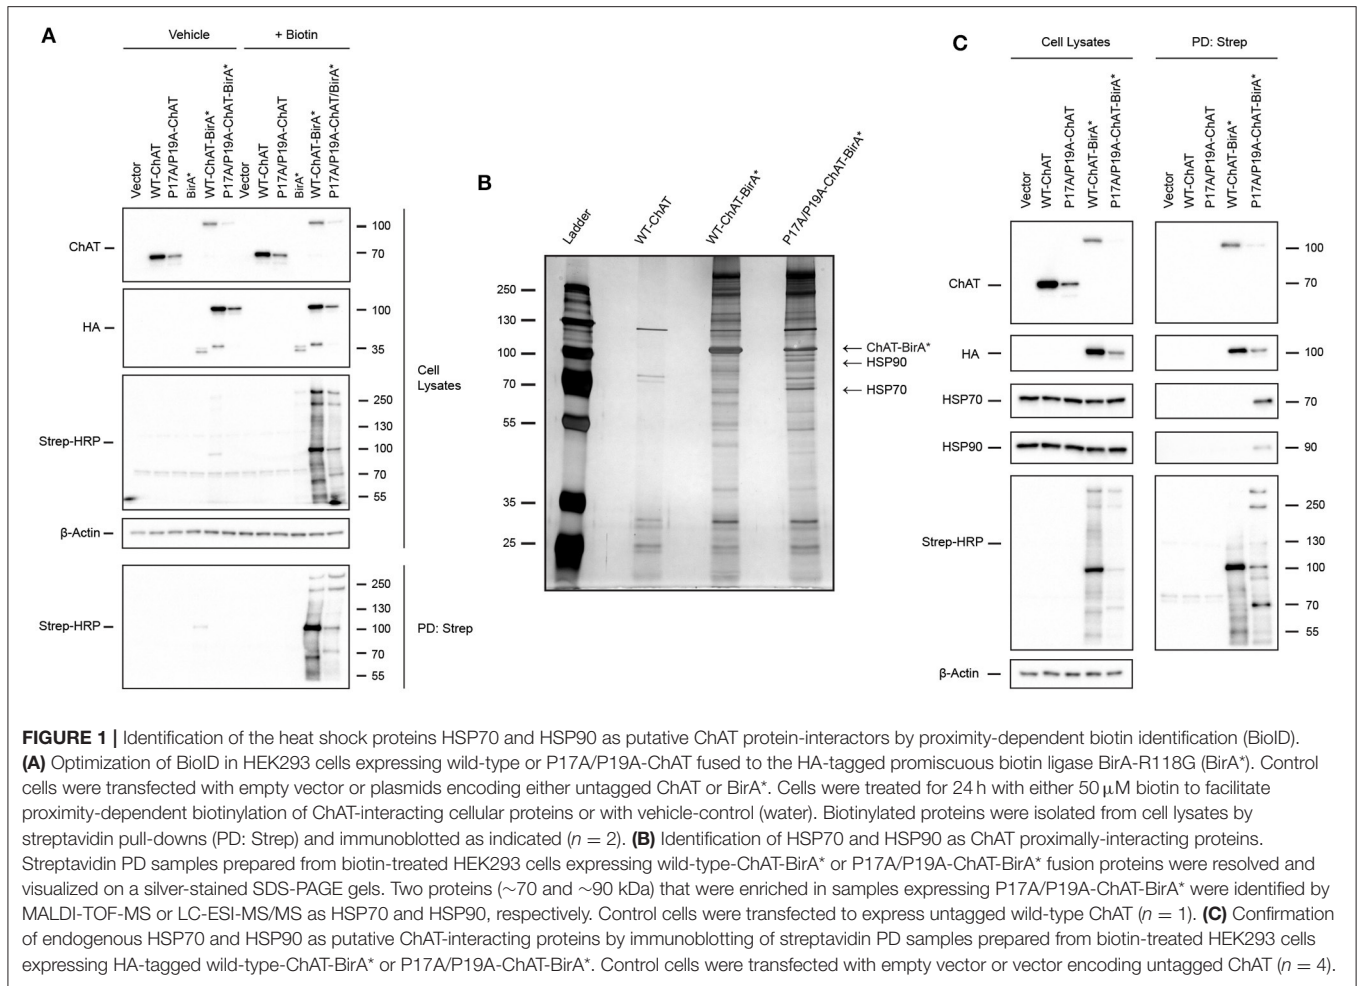 A
Vehicle
+ Biotin
Vector
WT-ChAT
P17A/P19A-ChAT
BirA*
WT-ChAT-BirA*
P17A/P19A-ChAT-BirA*
Vector
WT-ChAT
P17A/P19A-ChAT
BirA*
WT-ChAT-BirA*
P17A/P19A-ChAT/BirA*
ChAT
100
70
HA
100
35
Strep-HRP
250
130
100
70
55
β-Actin
Cell
Lysates
Strep-HRP
250
130
100
70
55
PD: Strep
B
Ladder
WT-ChAT
WT-ChAT-BirA*
P17A/P19A-ChAT-BirA*
250
130
100
70
55
35
25
← ChAT-BirA*
← HSP90
← HSP70
C
Cell Lysates
PD: Strep
Vector
WT-ChAT
P17A/P19A-ChAT
WT-ChAT-BirA*
P17A/P19A-ChAT-BirA*
Vector
WT-ChAT
P17A/P19A-ChAT
WT-ChAT-BirA*
P17A/P19A-ChAT-BirA*
ChAT
100
70
HA
100
HSP70
70
HSP90
90
Strep-HRP
250
130
100
70
55
β-Actin
FIGURE 1 | Identification of the heat shock proteins HSP70 and HSP90 as putative ChAT protein-interactors by proximity-dependent biotin identification (BioID).
(A) Optimization of BioID in HEK293 cells expressing wild-type or P17A/P19A-ChAT fused to the HA-tagged promiscuous biotin ligase BirA-R118G (BirA*). Control
cells were transfected with empty vector or plasmids encoding either untagged ChAT or BirA*. Cells were treated for 24 h with either 50 μM biotin to facilitate
proximity-dependent biotinylation of ChAT-interacting cellular proteins or with vehicle-control (water). Biotinylated proteins were isolated from cell lysates by
streptavidin pull-downs (PD: Strep) and immunoblotted as indicated (n = 2). (B) Identification of HSP70 and HSP90 as ChAT proximally-interacting proteins.
Streptavidin PD samples prepared from biotin-treated HEK293 cells expressing wild-type-ChAT-BirA* or P17A/P19A-ChAT-BirA* fusion proteins were resolved and
visualized on a silver-stained SDS-PAGE gels. Two proteins (∼70 and ∼90 kDa) that were enriched in samples expressing P17A/P19A-ChAT-BirA* were identified by
MALDI-TOF-MS or LC-ESI-MS/MS as HSP70 and HSP90, respectively. Control cells were transfected to express untagged wild-type ChAT (n = 1). (C) Confirmation
of endogenous HSP70 and HSP90 as putative ChAT-interacting proteins by immunoblotting of streptavidin PD samples prepared from biotin-treated HEK293 cells
expressing HA-tagged wild-type-ChAT-BirA* or P17A/P19A-ChAT-BirA*. Control cells were transfected with empty vector or vector encoding untagged ChAT (n = 4).